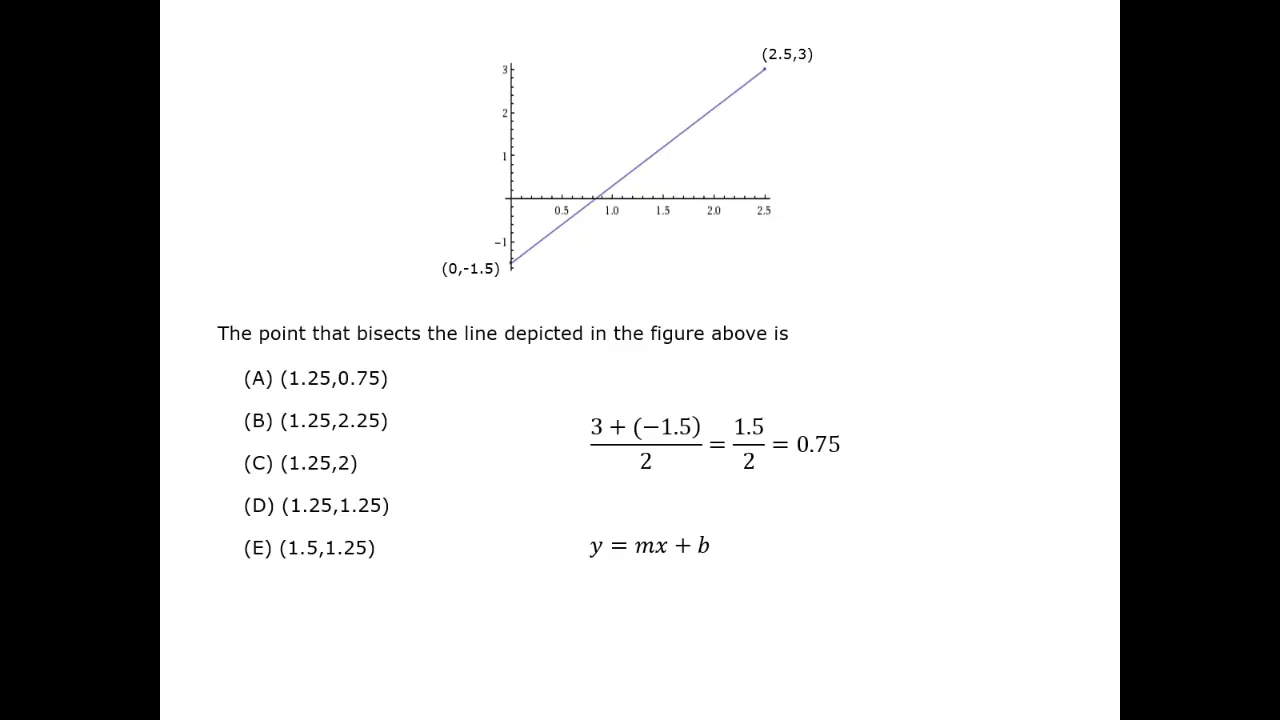 (2.5,3)
3
2
1
0.5 1.0 1.5 2.0 2.5
−1
(0,-1.5)
The point that bisects the line depicted in the figure above is
(A) (1.25,0.75)
(B) (1.25,2.25)
(C) (1.25,2)
(D) (1.25,1.25)
(E) (1.5,1.25)
3 + (−1.5)/2 = 1.5/2 = 0.75
y = mx + b